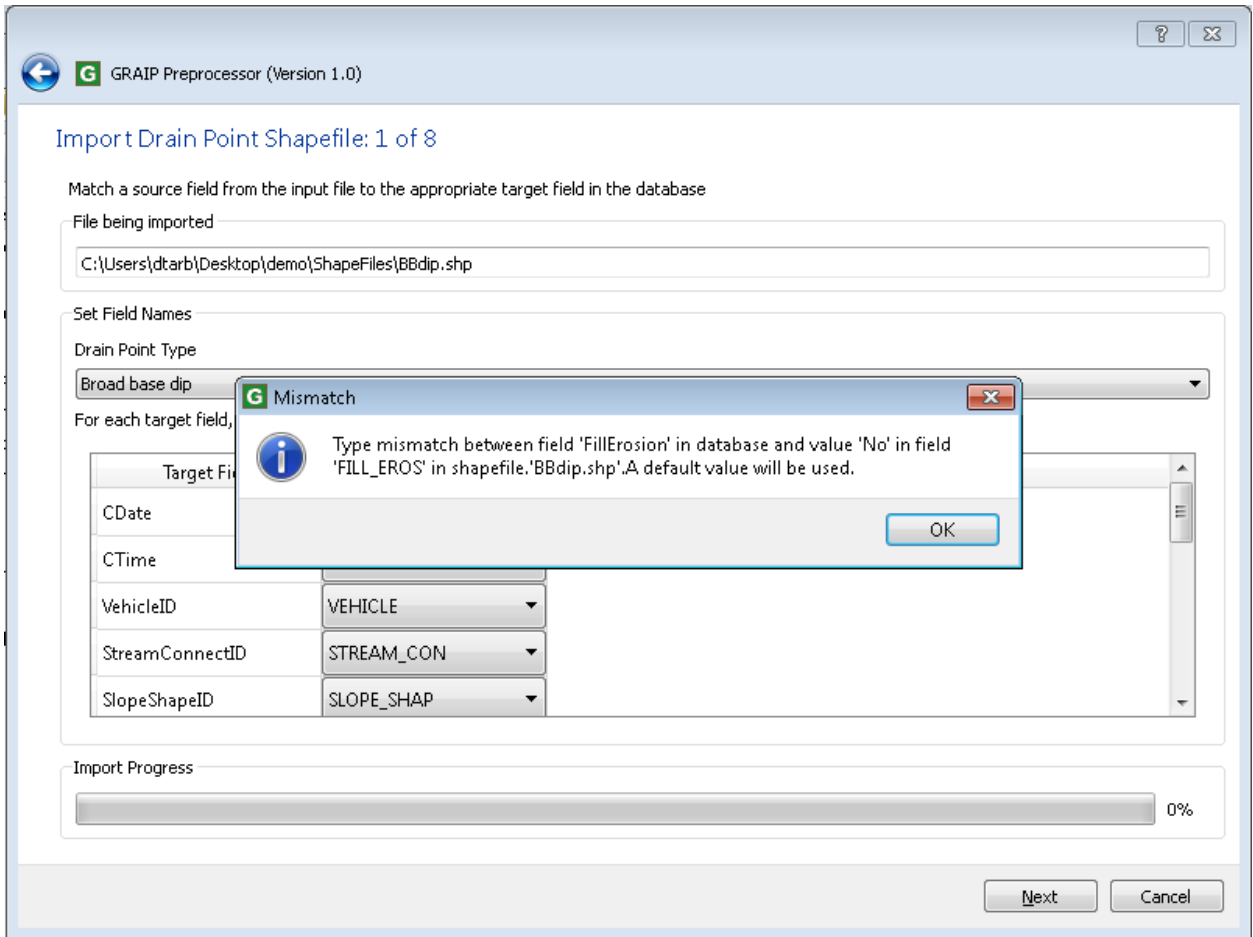 GRAIP Preprocessor (Version 1.0)
Import Drain Point Shapefile: 1 of 8
Match a source field from the input file to the appropriate target field in the database
File being imported
C:\Users\dtarb\Desktop\demo\ShapeFiles\BBdip.shp
Set Field Names
Drain Point Type
Broad base dip
Mismatch
For each target field,
Type mismatch between field 'FillErosion' in database and value 'No' in field
'FILL_EROS' in shapefile.'BBdip.shp'.A default value will be used.
OK
Target Fie
CDate
CTime
VehicleID VEHICLE
StreamConnectID STREAM_CON
SlopeShapeID SLOPE_SHAP
Import Progress
0%
Next Cancel